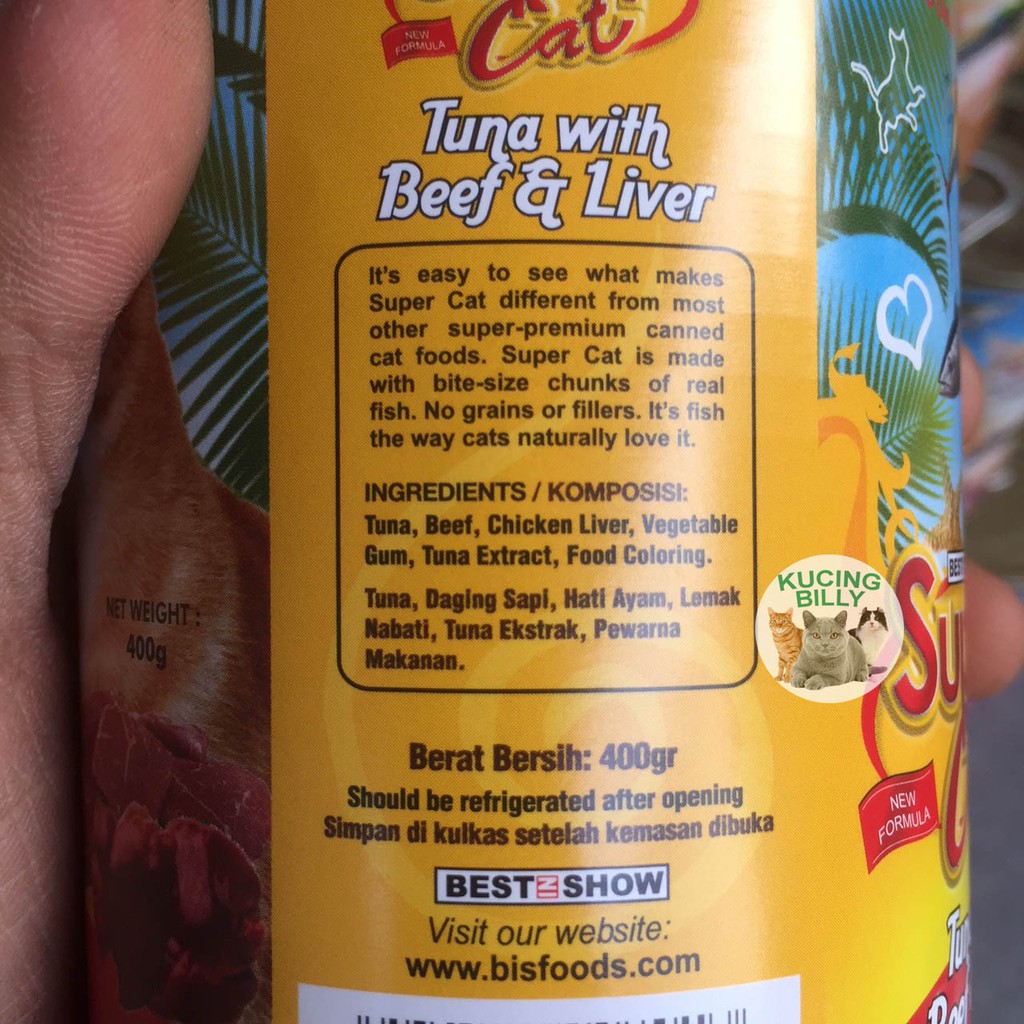 NEW
FORMULA
Cat
Tuna with
Beef & Liver
It's easy to see what makes
Super Cat different from most
other super-premium canned
cat foods. Super Cat is made
with bite-size chunks of real
fish. No grains or fillers. It's fish
the way cats naturally love it.
INGREDIENTS / KOMPOSISI:
Tuna, Beef, Chicken Liver, Vegetable
Gum, Tuna Extract, Food Coloring.
Tuna, Daging Sapi, Hati Ayam, Lemak
Nabati, Tuna Ekstrak, Pewarna
Makanan.
Berat Bersih: 400gr
Should be refrigerated after opening
Simpan di kulkas setelah kemasan dibuka
BEST IN SHOW
Visit our website:
www.bisfoods.com
NET WEIGHT :
400g
KUCING
BILLY
BEST
Su
NEW
FORMULA